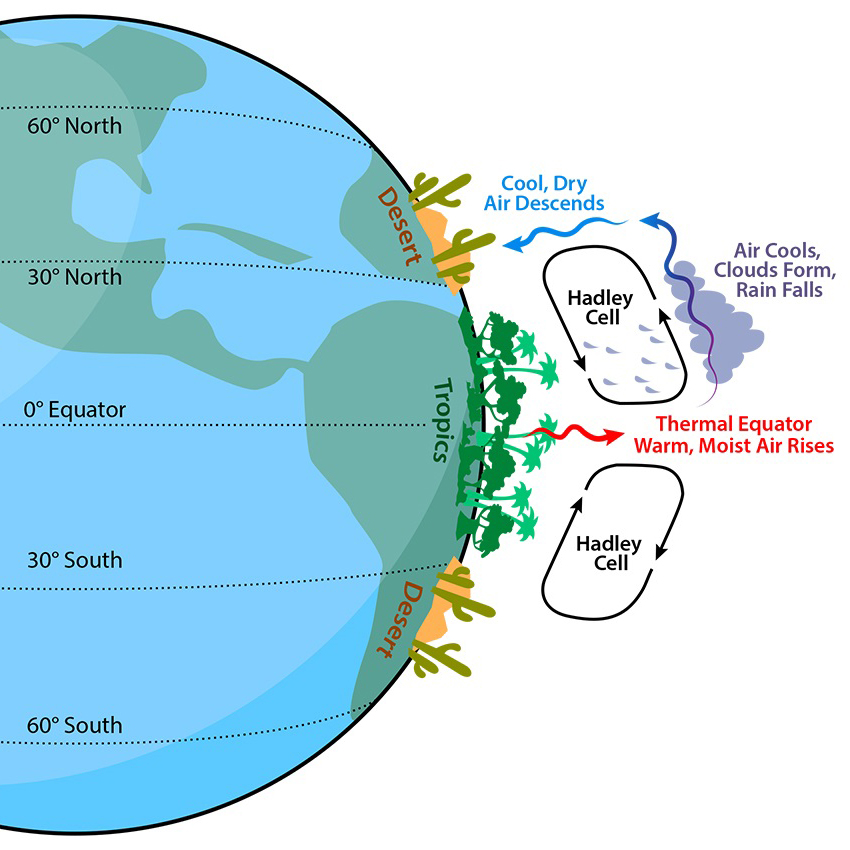 60° North
Desert
Cool, Dry
Air Descends
Air Cools,
Clouds Form,
Rain Falls
30° North
Hadley
Cell
Tropics
0° Equator
Thermal Equator
Warm, Moist Air Rises
30° South
Hadley
Cell
Desert
60° South